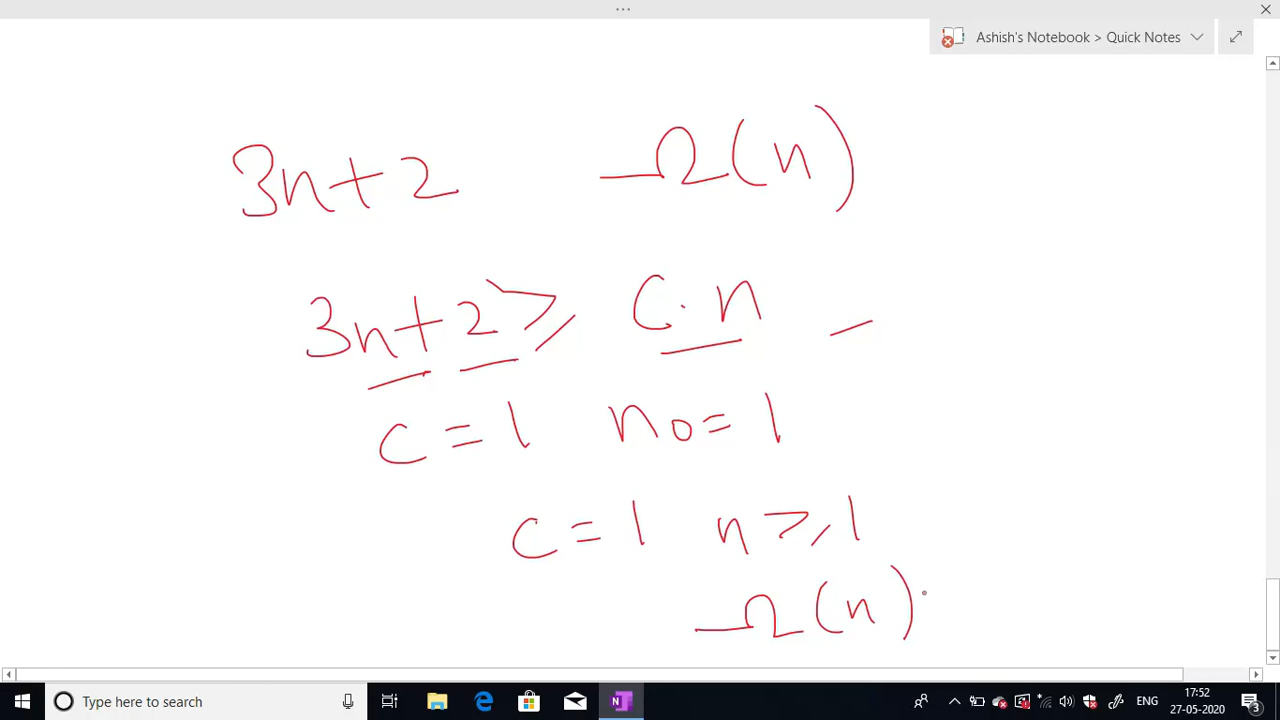 Ashish's Notebook > Quick Notes
3n+2 Ω(n)
3n+2 ≥ C·n –
c = 1 n0 = 1
c = 1 n ≥ 1
Ω(n)
Type here to search
ENG
17:52
27-05-2020
3